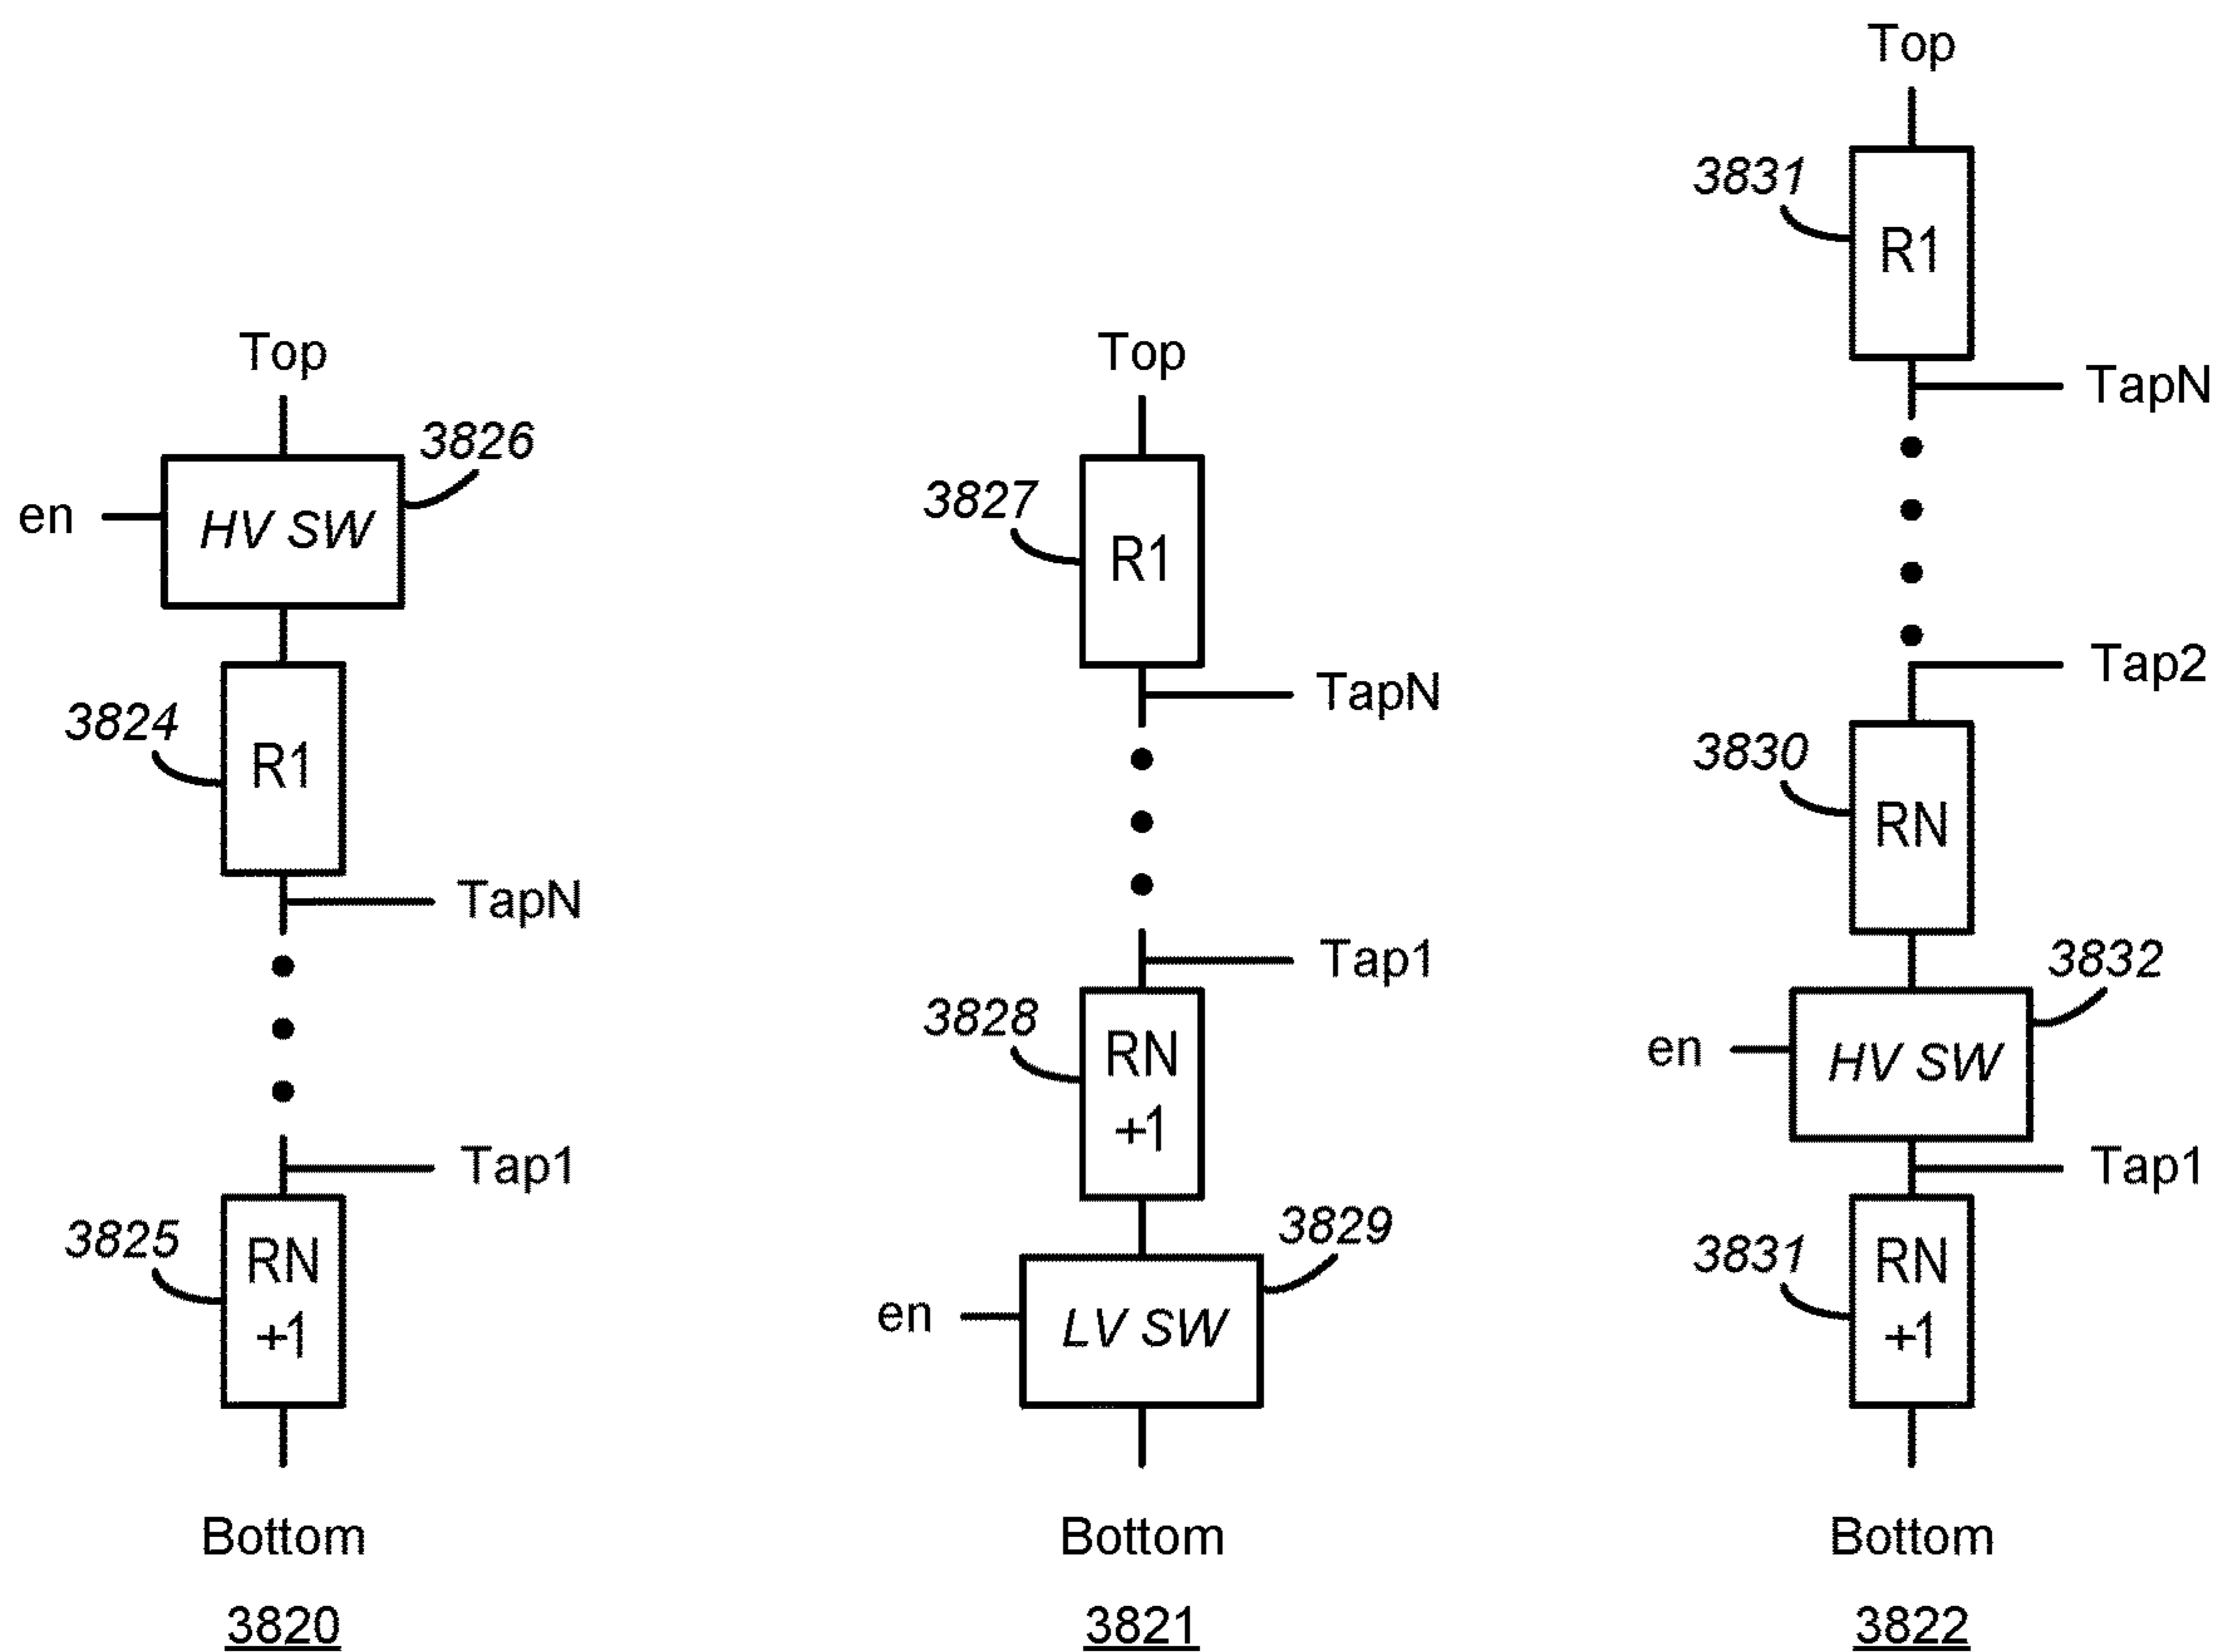 Top
3826
en
HV SW
3824
R1
TapN
Tap1
3825
RN
+1
Bottom
3820
Top
3827
R1
TapN
Tap1
3828
RN
+1
3829
en
LV SW
Bottom
3821
Top
3831
R1
TapN
Tap2
3830
RN
3832
en
HV SW
Tap1
3831
RN
+1
Bottom
3822